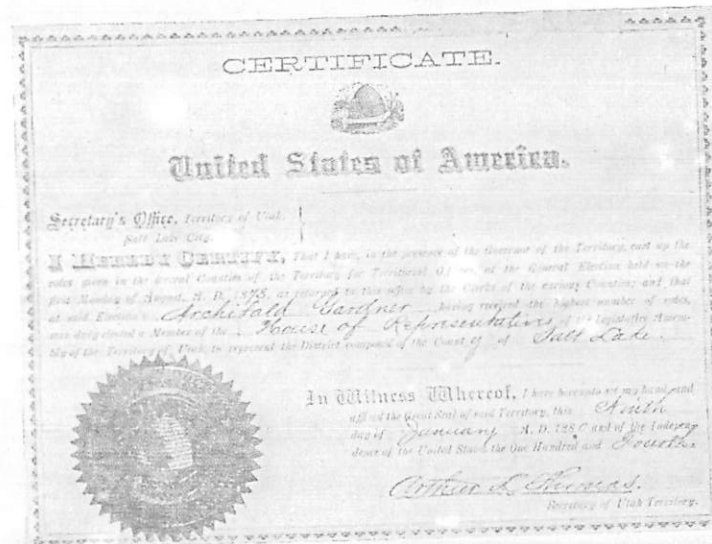 CERTIFICATE.
United States of America.
Secretary's Office, Territory of Utah,
Salt Lake City.
I HEREBY CERTIFY, That I have, in the presence of the Governor of the Territory, cast up the
votes given in the several Counties of the Territory for Territorial Officers, at the General Election held on the
first Monday of August, A. D. 1878, as returned to this office by the Clerks of the various Counties; and that
at said Election Archibald Gardner having received the highest number of votes,
was duly elected a Member of the House of Representatives of the Legislative Assem-
bly of the Territory of Utah, to represent the District composed of the County of Salt Lake.
In Witness Whereof, I have hereunto set my hand and
affixed the Great Seal of said Territory, this Ninth
day of January A. D. 1880 and of the Indepen-
dence of the United States the One Hundred and Fourth.
Arthur L. Thomas.
Secretary of Utah Territory.